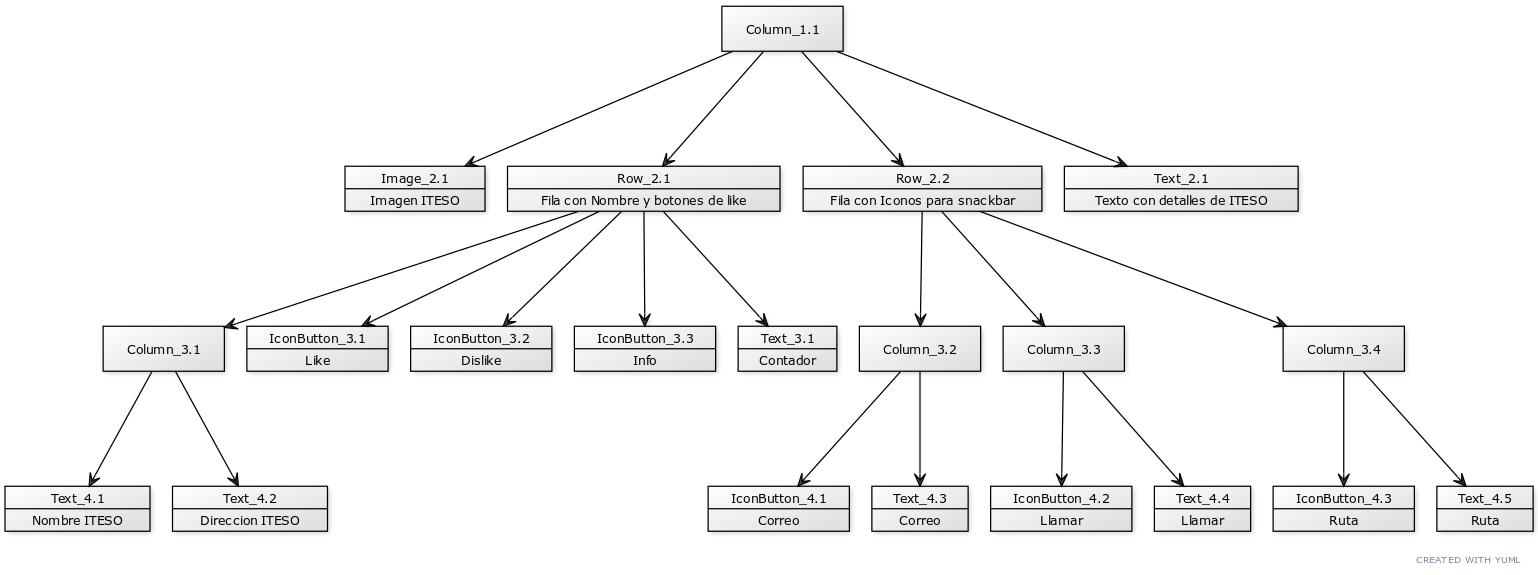 Column_1.1
Image_2.1
Imagen ITESO
Row_2.1
Fila con Nombre y botones de like
Row_2.2
Fila con Iconos para snackbar
Text_2.1
Texto con detalles de ITESO
Column_3.1
IconButton_3.1
Like
IconButton_3.2
Dislike
IconButton_3.3
Info
Text_3.1
Contador
Column_3.2
Column_3.3
Column_3.4
Text_4.1
Nombre ITESO
Text_4.2
Direccion ITESO
IconButton_4.1
Correo
Text_4.3
Correo
IconButton_4.2
Llamar
Text_4.4
Llamar
IconButton_4.3
Ruta
Text_4.5
Ruta
CREATED WITH YUML